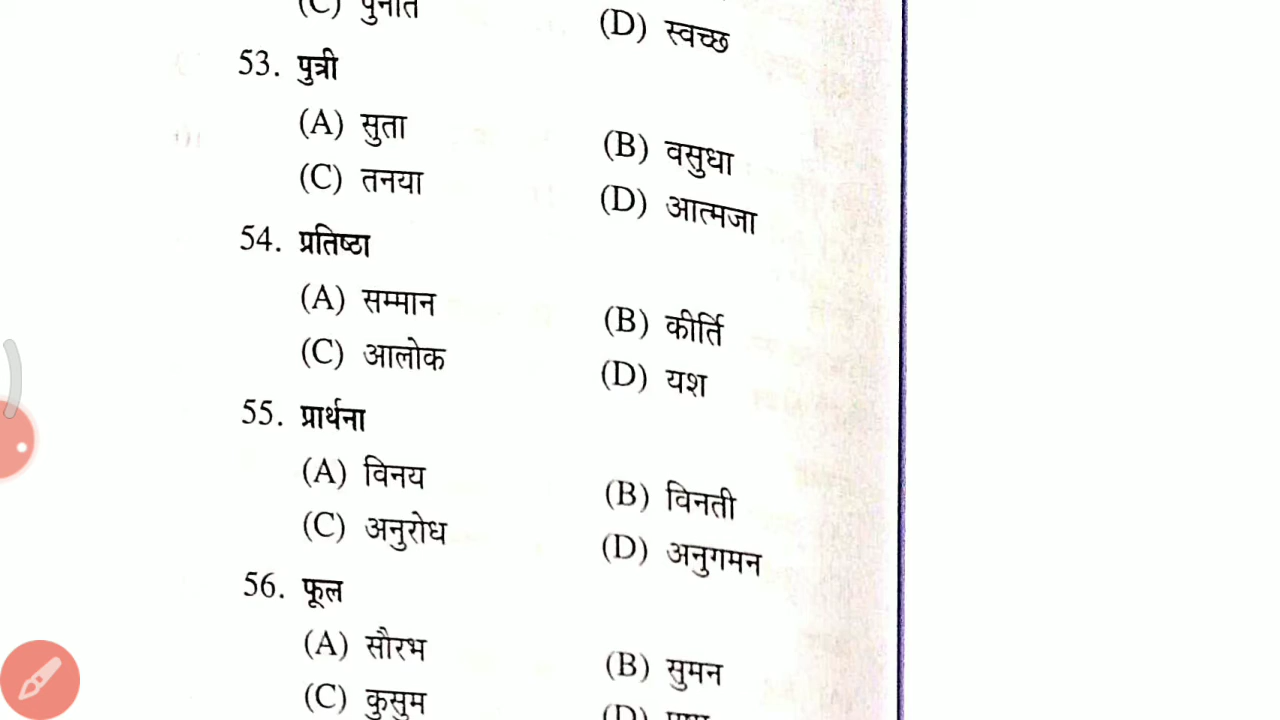 (C) पुनीत
(D) स्वच्छ
53. पुत्री
(A) सुता
(B) वसुधा
(C) तनया
(D) आत्मजा
54. प्रतिष्ठा
(A) सम्मान
(B) कीर्ति
(C) आलोक
(D) यश
55. प्रार्थना
(A) विनय
(B) विनती
(C) अनुरोध
(D) अनुगमन
56. फूल
(A) सौरभ
(B) सुमन
(C) कुसुम
(D)